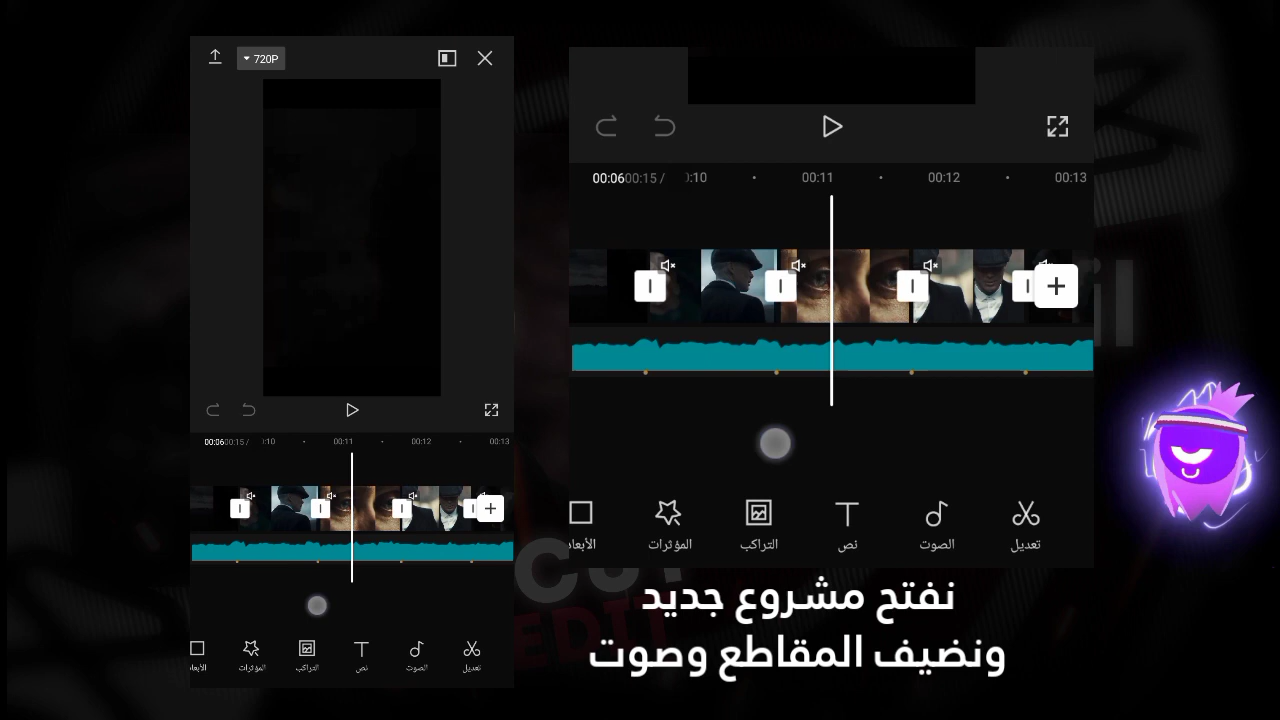 720P
00:06 00:15 /
:10
00:11
00:12
00:13
الأبعاد
المؤثرات
التراكب
نص
الصوت
تعديل
00:06 00:15 /
:10
00:11
00:12
00:13
الأبعاد
المؤثرات
التراكب
نص
الصوت
تعديل
CUT
EDIT
نفتح مشروع جديد
ونضيف المقاطع وصوت